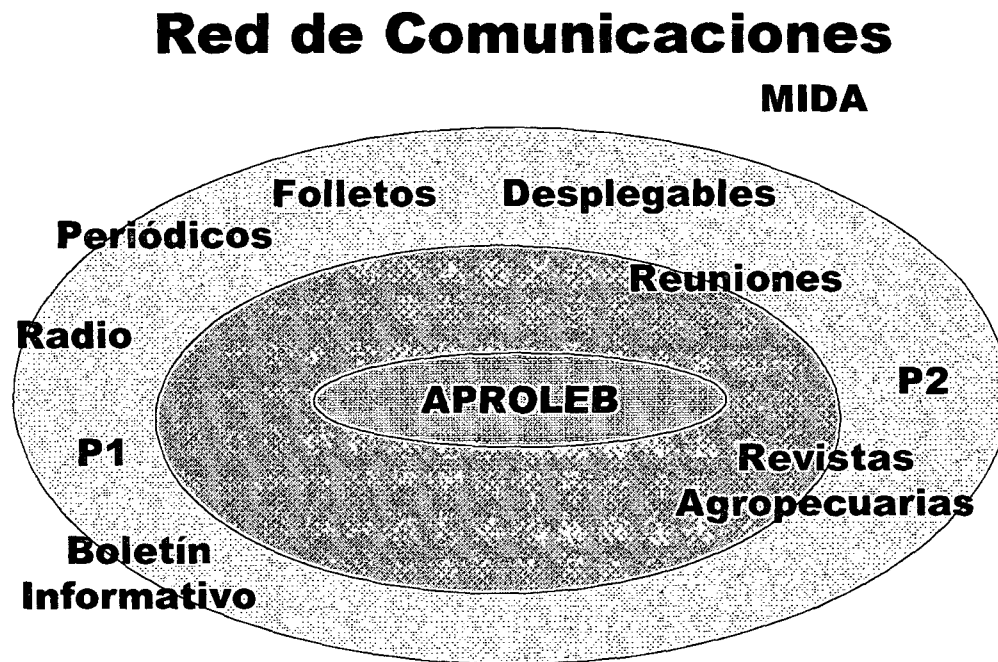 Red de Comunicaciones
MIDA
Folletos
Desplegables
Periódicos
Reuniones
Radio
APROLEB
P2
P1
Revistas
Agropecuarias
Boletín
Informativo